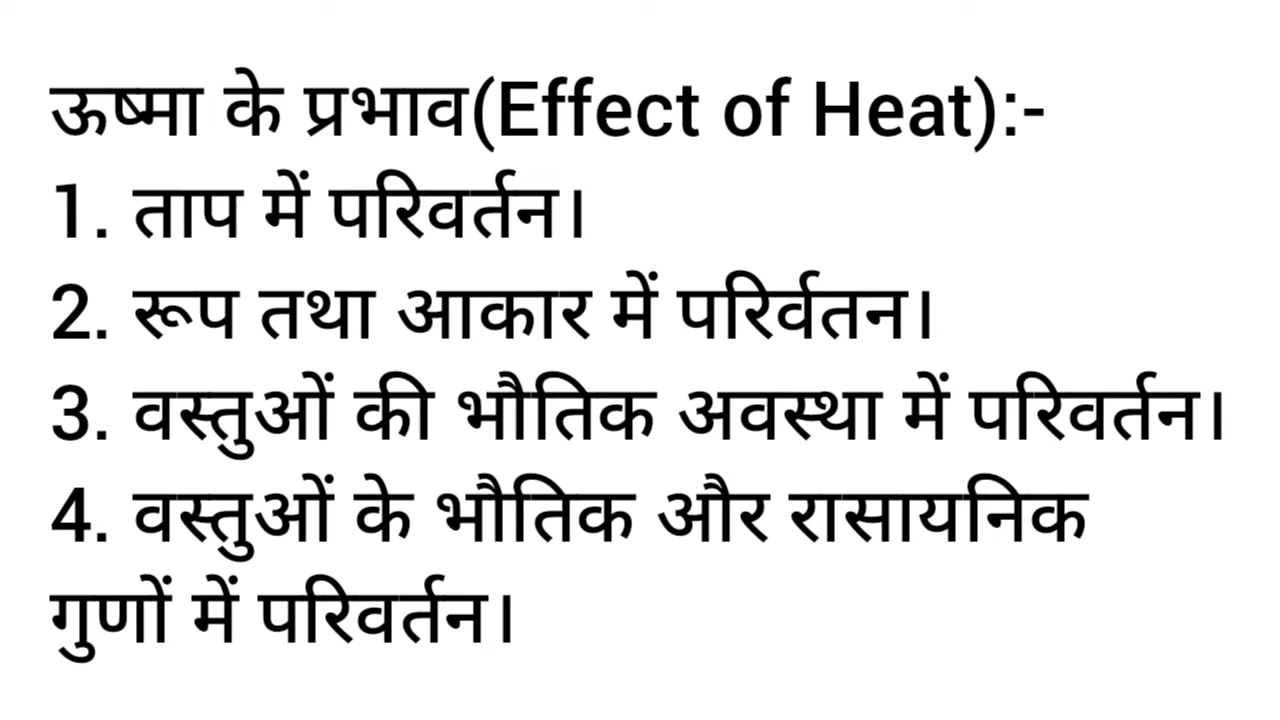 ऊष्मा के प्रभाव(Effect of Heat):-
1. ताप में परिवर्तन।
2. रूप तथा आकार में परिर्वतन।
3. वस्तुओं की भौतिक अवस्था में परिवर्तन।
4. वस्तुओं के भौतिक और रासायनिक
गुणों में परिवर्तन।